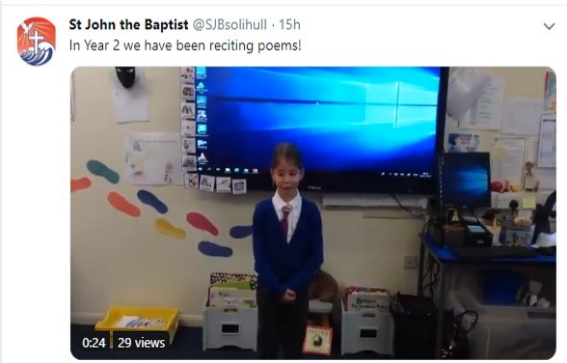 St John the Baptist @SJBsolihull · 15h
In Year 2 we have been reciting poems!
0:24 29 views